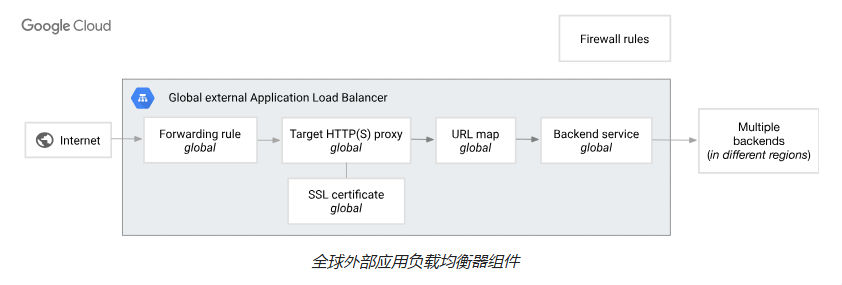 Google Cloud
Firewall rules
Global external Application Load Balancer
Internet
Forwarding rule
global
Target HTTP(S) proxy
global
URL map
global
Backend service
global
Multiple
backends
(in different regions)
SSL certificate
global
全球外部应用负载均衡器组件